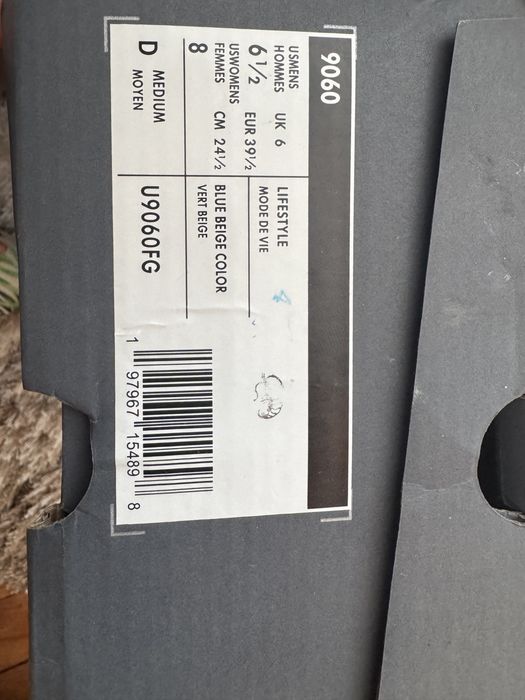 9060
USMENS
HOMMES
6½
UK 6
EUR 39½
USWOMENS
FEMMES
8
CM 24½
D
MEDIUM
MOYEN
LIFESTYLE
MODE DE VIE
BLUE BEIGE COLOR
VERT BEIGE
U9060FG
1 97967 15489 8